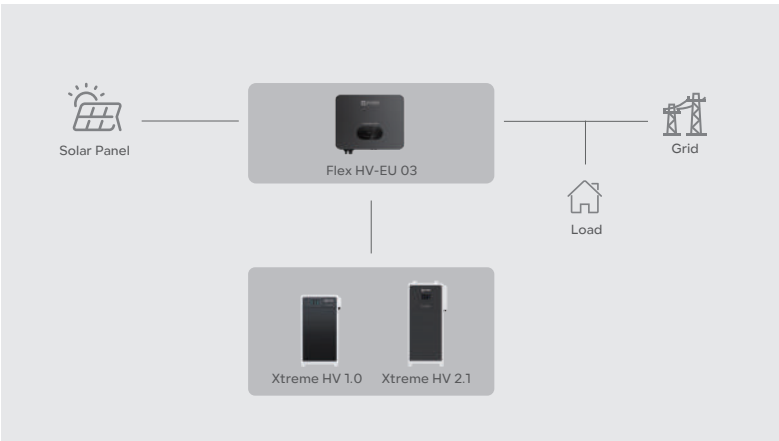 Solar Panel
Flex HV-EU 03
Grid
Load
Xtreme HV 1.0
Xtreme HV 2.1